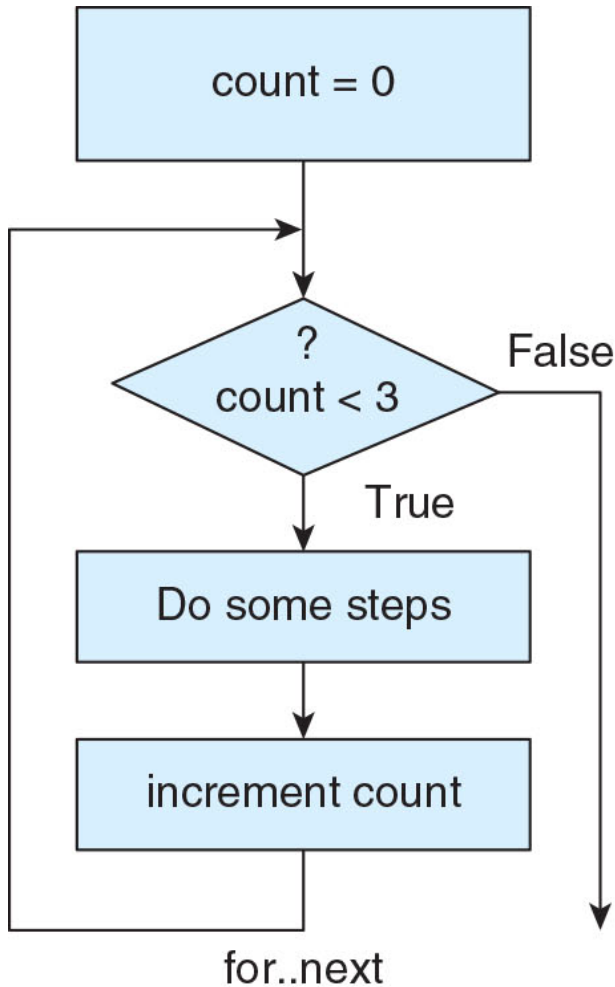 count = 0
?
count < 3
False
True
Do some steps
increment count
for..next